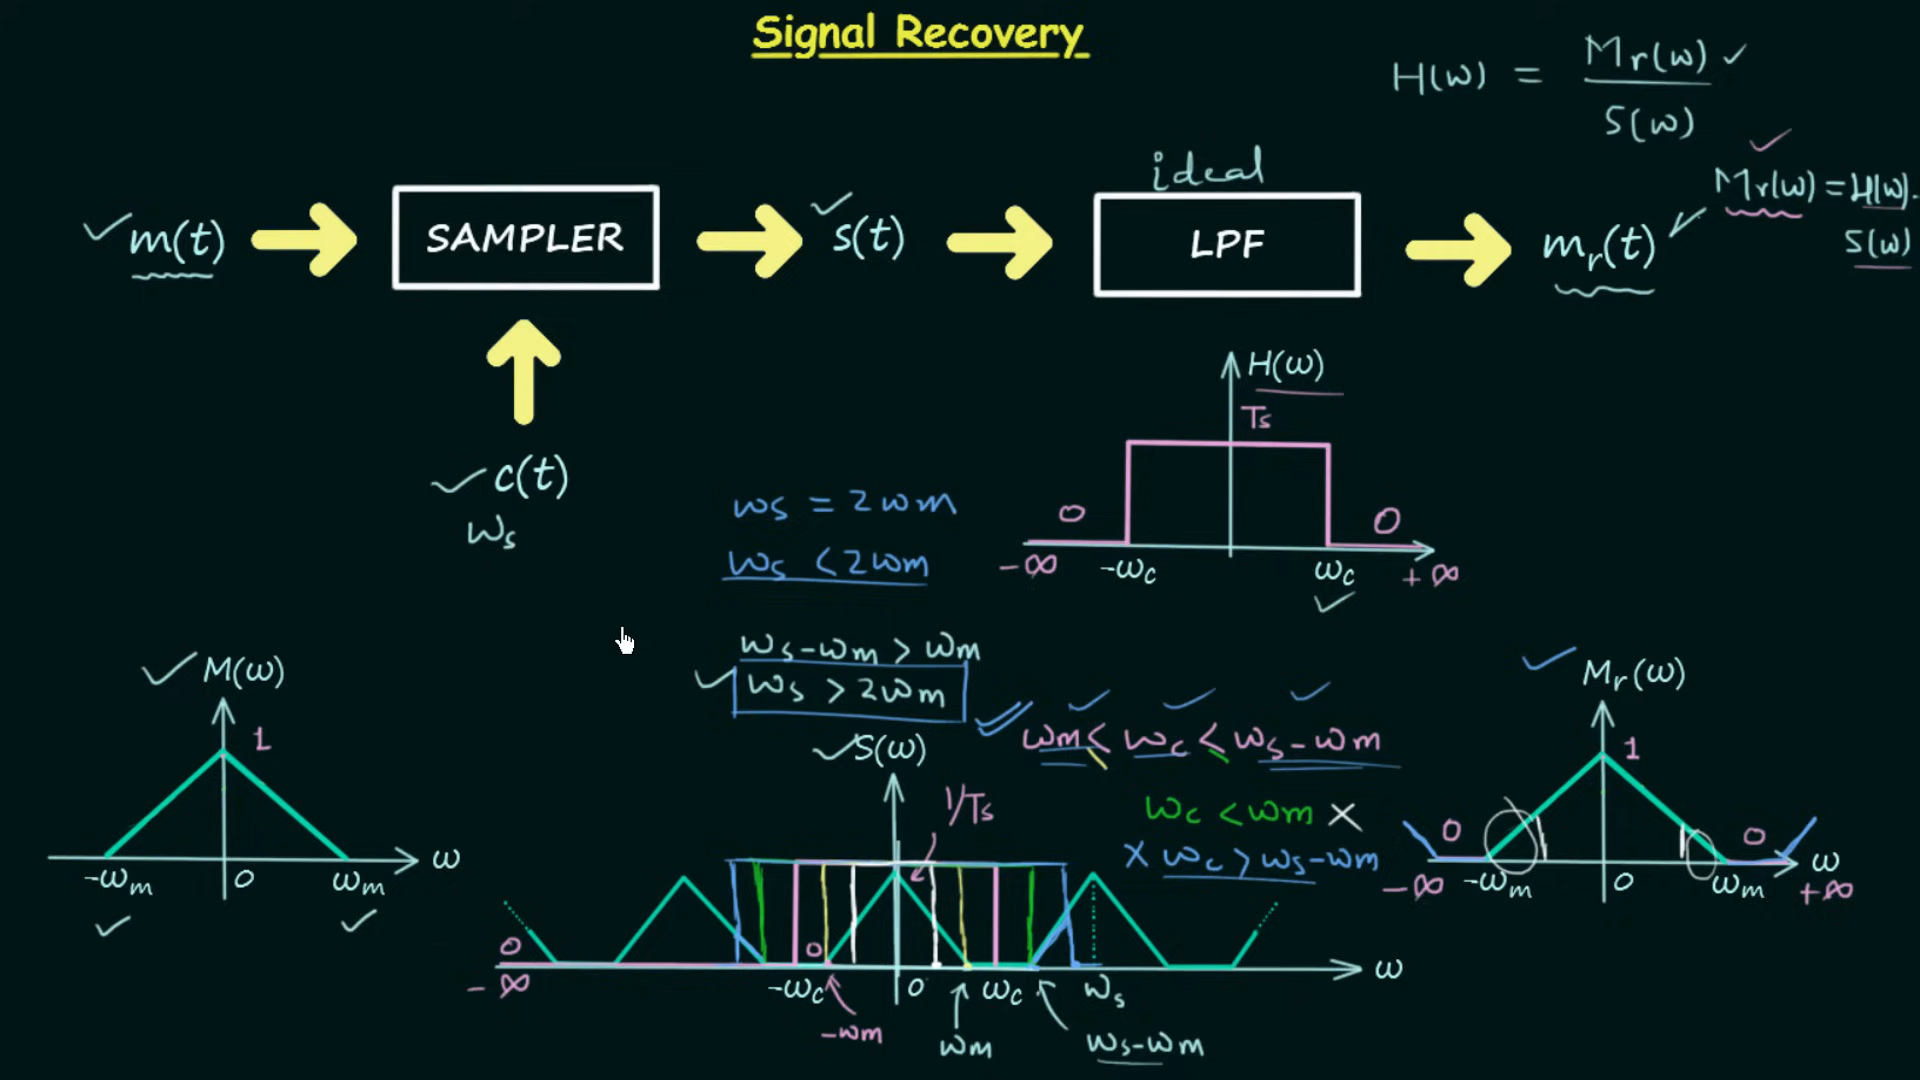 Signal Recovery
H(ω) = Mr(ω) / S(ω)
m(t)
SAMPLER
s(t)
ideal
LPF
mr(t)
Mr(ω) = H(ω).
S(ω)
c(t)
ωs
H(ω)
Ts
0
0
-∞
-ωc
ωc
+∞
ωs = 2ωm
ωs < 2ωm
ωs-ωm > ωm
ωs > 2ωm
ωm < ωc < ωs-ωm
ωc < ωm ×
× ωc > ωs-ωm
M(ω)
1
-ωm
0
ωm
ω
S(ω)
1/Ts
0
0
-∞
-ωc
0
ωc
ωs
ω
-ωm
ωm
ωs-ωm
Mr(ω)
1
0
0
-∞
-ωm
0
ωm
ω
+∞